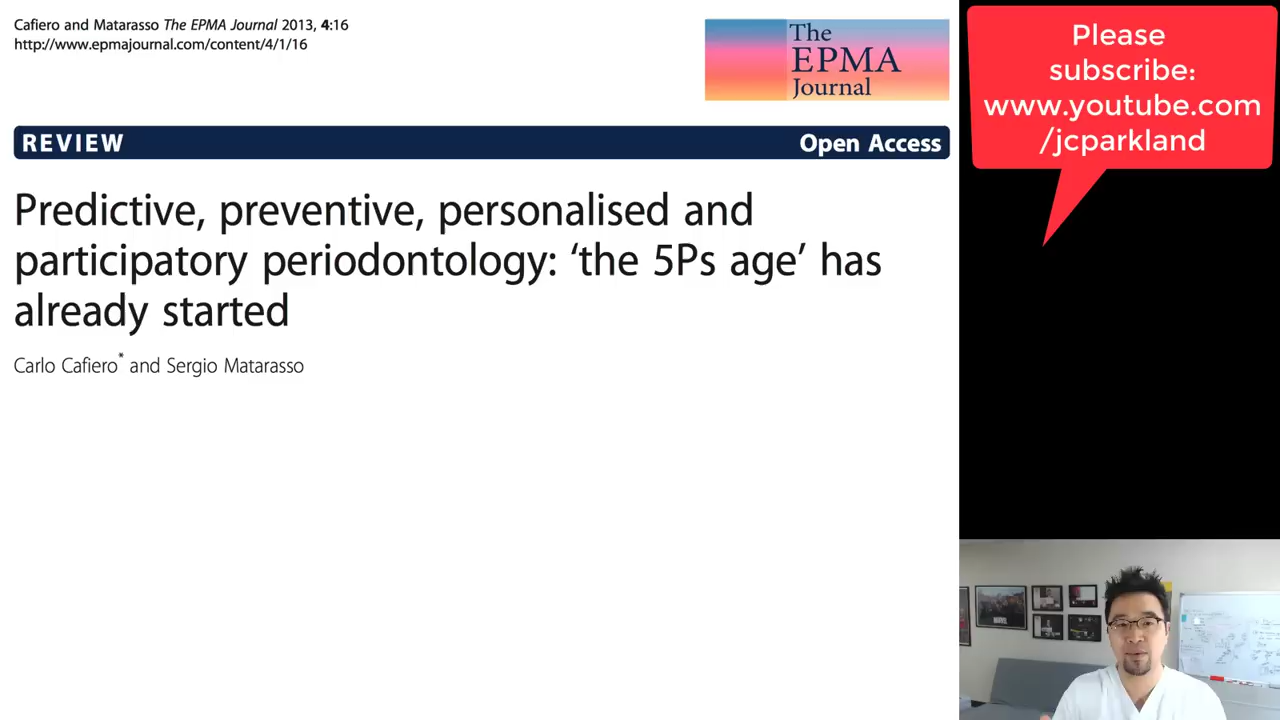 Cafiero and Matarasso The EPMA Journal 2013, 4:16
http://www.epmajournal.com/content/4/1/16
The
EPMA
Journal
REVIEW
Open Access
Predictive, preventive, personalised and
participatory periodontology: ‘the 5Ps age’ has
already started
Carlo Cafiero* and Sergio Matarasso
Please
subscribe:
www.youtube.com
/jcparkland
MARVEL